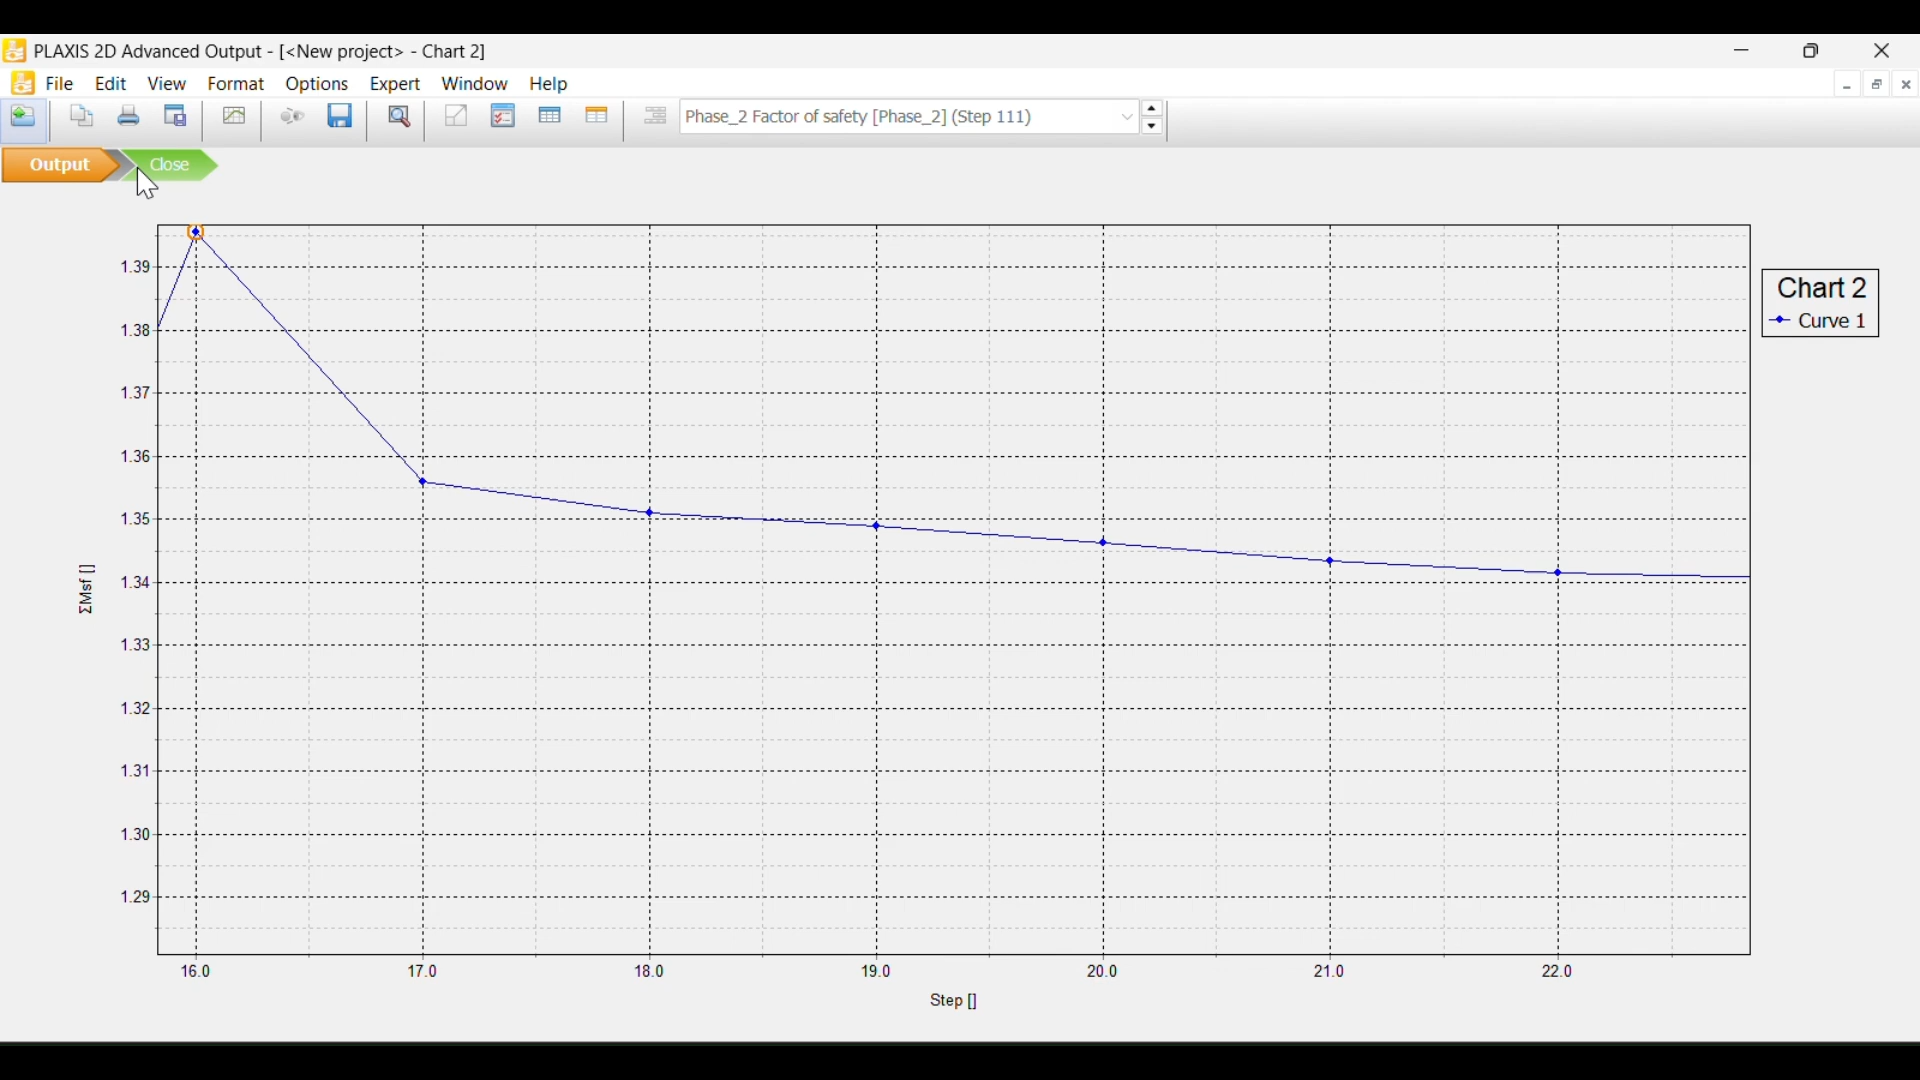 PLAXIS 2D Advanced Output - [<New project> - Chart 2]
File Edit View Format Options Expert Window Help
Phase_2 Factor of safety [Phase_2] (Step 111)
Output Close
1.39
1.38
1.37
1.36
1.35
1.34
1.33
1.32
1.31
1.30
1.29
ΣMsf []
Chart 2
Curve 1
16.0 17.0 18.0 19.0 20.0 21.0 22.0
Step []